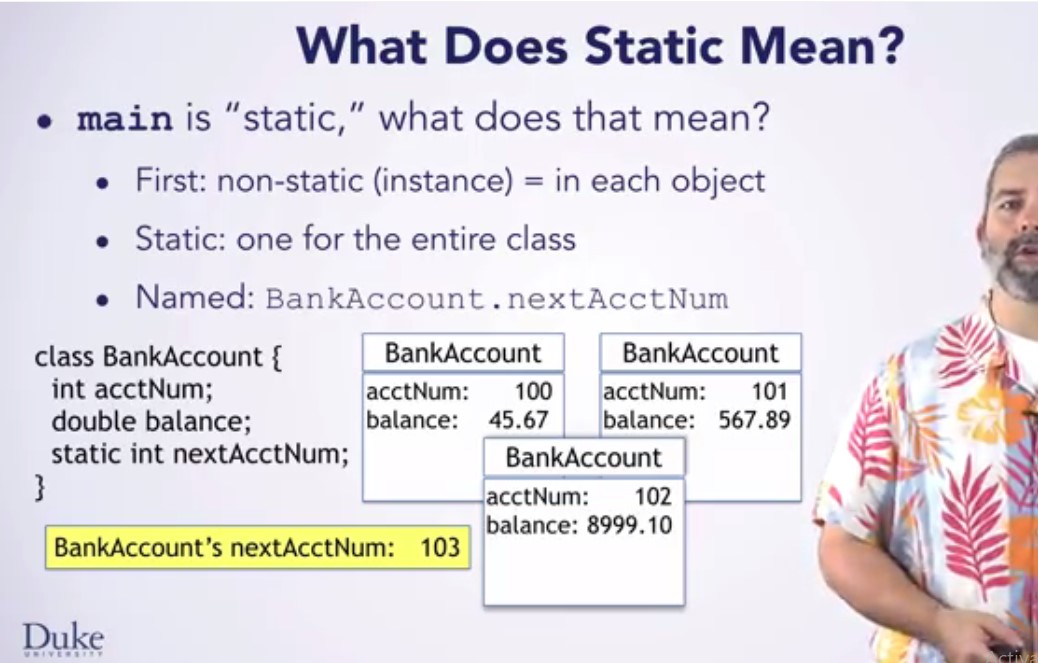 What Does Static Mean?
• main is “static,” what does that mean?
• First: non-static (instance) = in each object
• Static: one for the entire class
• Named: BankAccount.nextAcctNum
class BankAccount {
int acctNum;
double balance;
static int nextAcctNum;
}
BankAccount
acctNum: 100
balance: 45.67
BankAccount
acctNum: 101
balance: 567.89
BankAccount
acctNum: 102
balance: 8999.10
BankAccount’s nextAcctNum: 103
Duke
UNIVERSITY